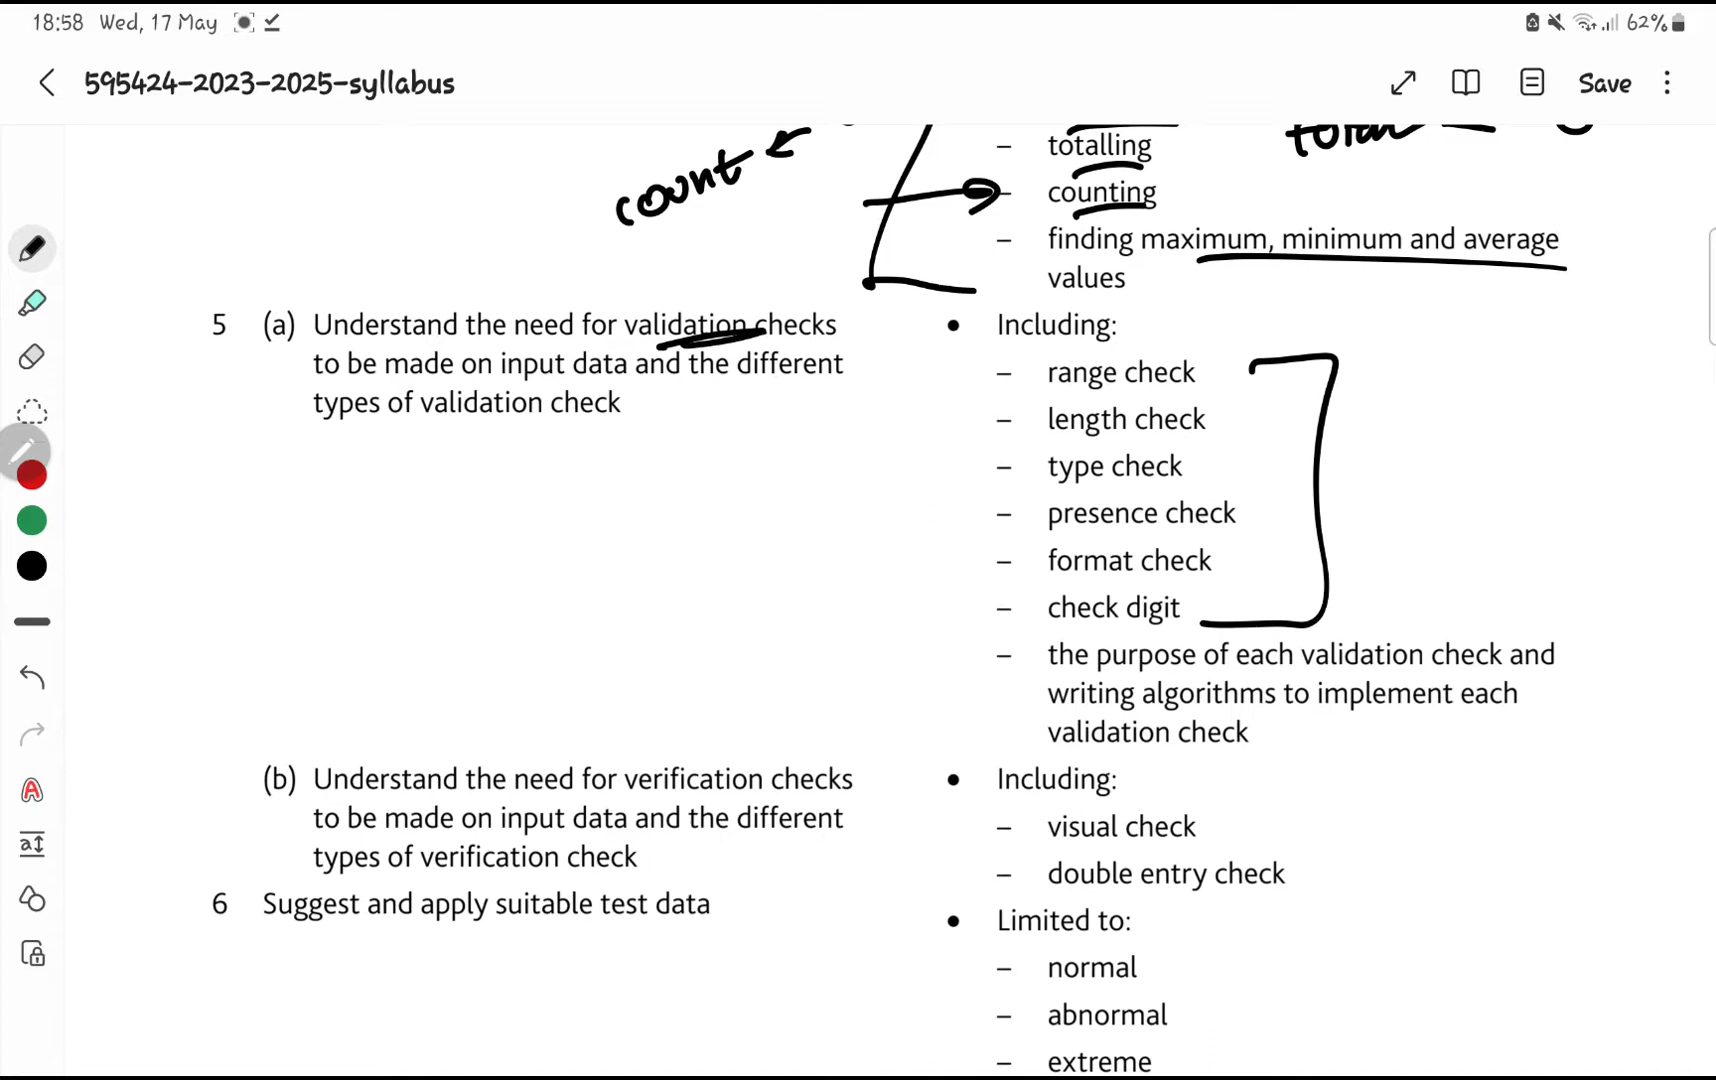 18:58 Wed, 17 May 62%
595424-2023-2025-syllabus Save
total
– totalling
count
– counting
– finding maximum, minimum and average
values
5 (a) Understand the need for validation checks • Including:
to be made on input data and the different – range check
types of validation check – length check
– type check
– presence check
– format check
– check digit
– the purpose of each validation check and
writing algorithms to implement each
validation check
(b) Understand the need for verification checks • Including:
to be made on input data and the different – visual check
types of verification check – double entry check
6 Suggest and apply suitable test data • Limited to:
– normal
– abnormal
– extreme